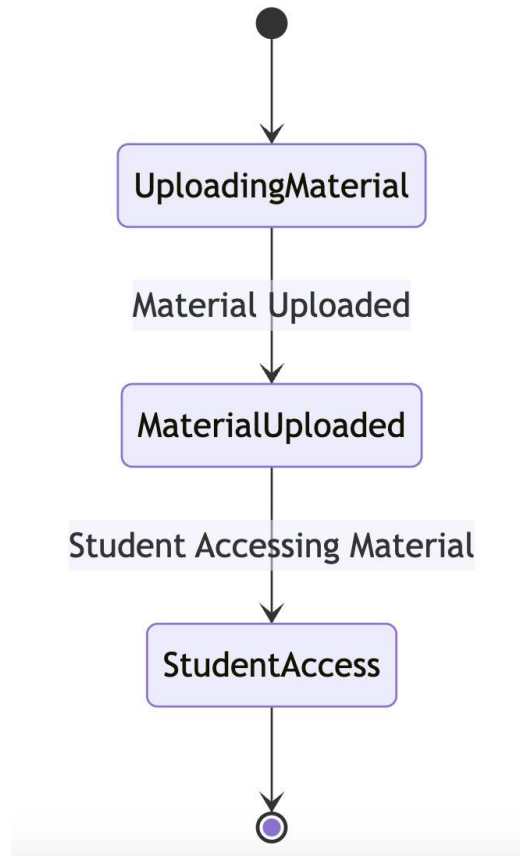 UploadingMaterial
Material Uploaded
MaterialUploaded
Student Accessing Material
StudentAccess